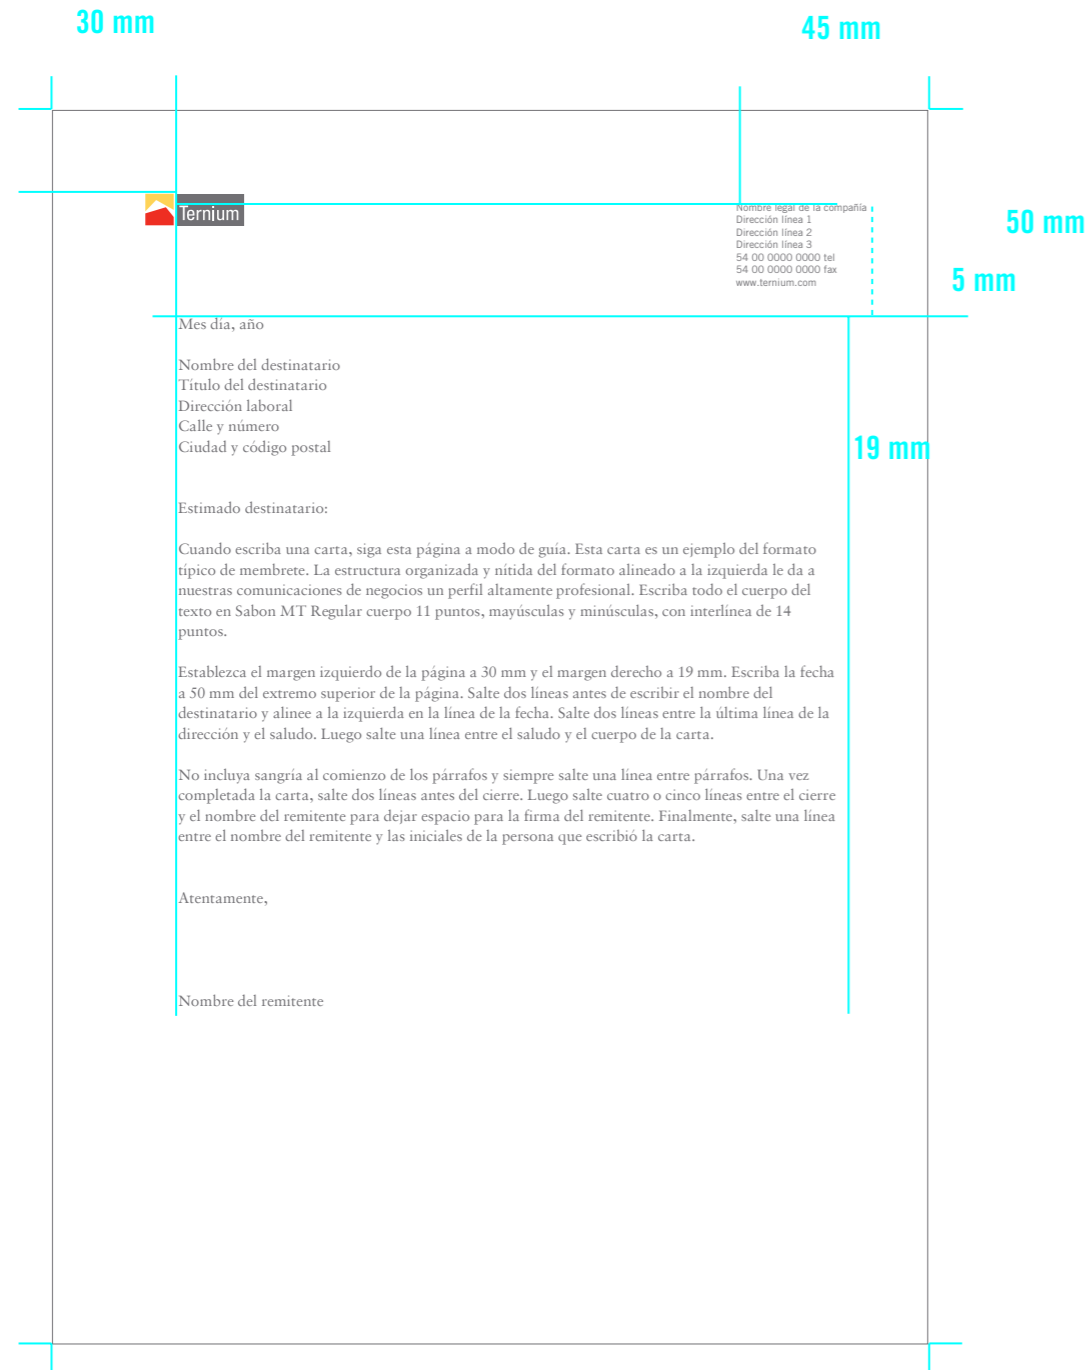 30 mm
45 mm
Ternium
Nombre legal de la compañía
Dirección línea 1
Dirección línea 2
Dirección línea 3
54 00 0000 0000 tel
54 00 0000 0000 fax
www.ternium.com
50 mm
5 mm
Mes día, año
Nombre del destinatario
Título del destinatario
Dirección laboral
Calle y número
Ciudad y código postal
19 mm
Estimado destinatario:
Cuando escriba una carta, siga esta página a modo de guía. Esta carta es un ejemplo del formato
típico de membrete. La estructura organizada y nítida del formato alineado a la izquierda le da a
nuestras comunicaciones de negocios un perfil altamente profesional. Escriba todo el cuerpo del
texto en Sabon MT Regular cuerpo 11 puntos, mayúsculas y minúsculas, con interlínea de 14
puntos.
Establezca el margen izquierdo de la página a 30 mm y el margen derecho a 19 mm. Escriba la fecha
a 50 mm del extremo superior de la página. Salte dos líneas antes de escribir el nombre del
destinatario y alinee a la izquierda en la línea de la fecha. Salte dos líneas entre la última línea de la
dirección y el saludo. Luego salte una línea entre el saludo y el cuerpo de la carta.
No incluya sangría al comienzo de los párrafos y siempre salte una línea entre párrafos. Una vez
completada la carta, salte dos líneas antes del cierre. Luego salte cuatro o cinco líneas entre el cierre
y el nombre del remitente para dejar espacio para la firma del remitente. Finalmente, salte una línea
entre el nombre del remitente y las iniciales de la persona que escribió la carta.
Atentamente,
Nombre del remitente